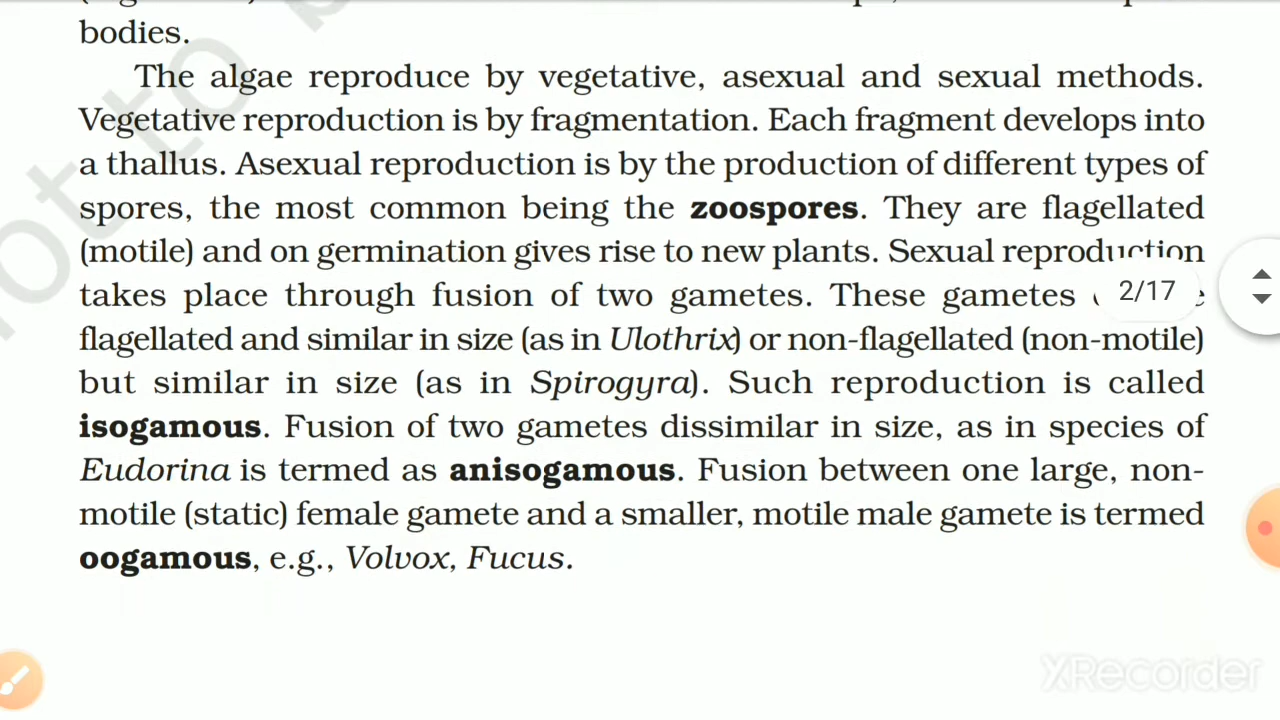 bodies.
The algae reproduce by vegetative, asexual and sexual methods.
Vegetative reproduction is by fragmentation. Each fragment develops into
a thallus. Asexual reproduction is by the production of different types of
spores, the most common being the zoospores. They are flagellated
(motile) and on germination gives rise to new plants. Sexual reproduction
takes place through fusion of two gametes. These gametes 2/17
flagellated and similar in size (as in Ulothrix) or non-flagellated (non-motile)
but similar in size (as in Spirogyra). Such reproduction is called
isogamous. Fusion of two gametes dissimilar in size, as in species of
Eudorina is termed as anisogamous. Fusion between one large, non-
motile (static) female gamete and a smaller, motile male gamete is termed
oogamous, e.g., Volvox, Fucus.
XRecorder